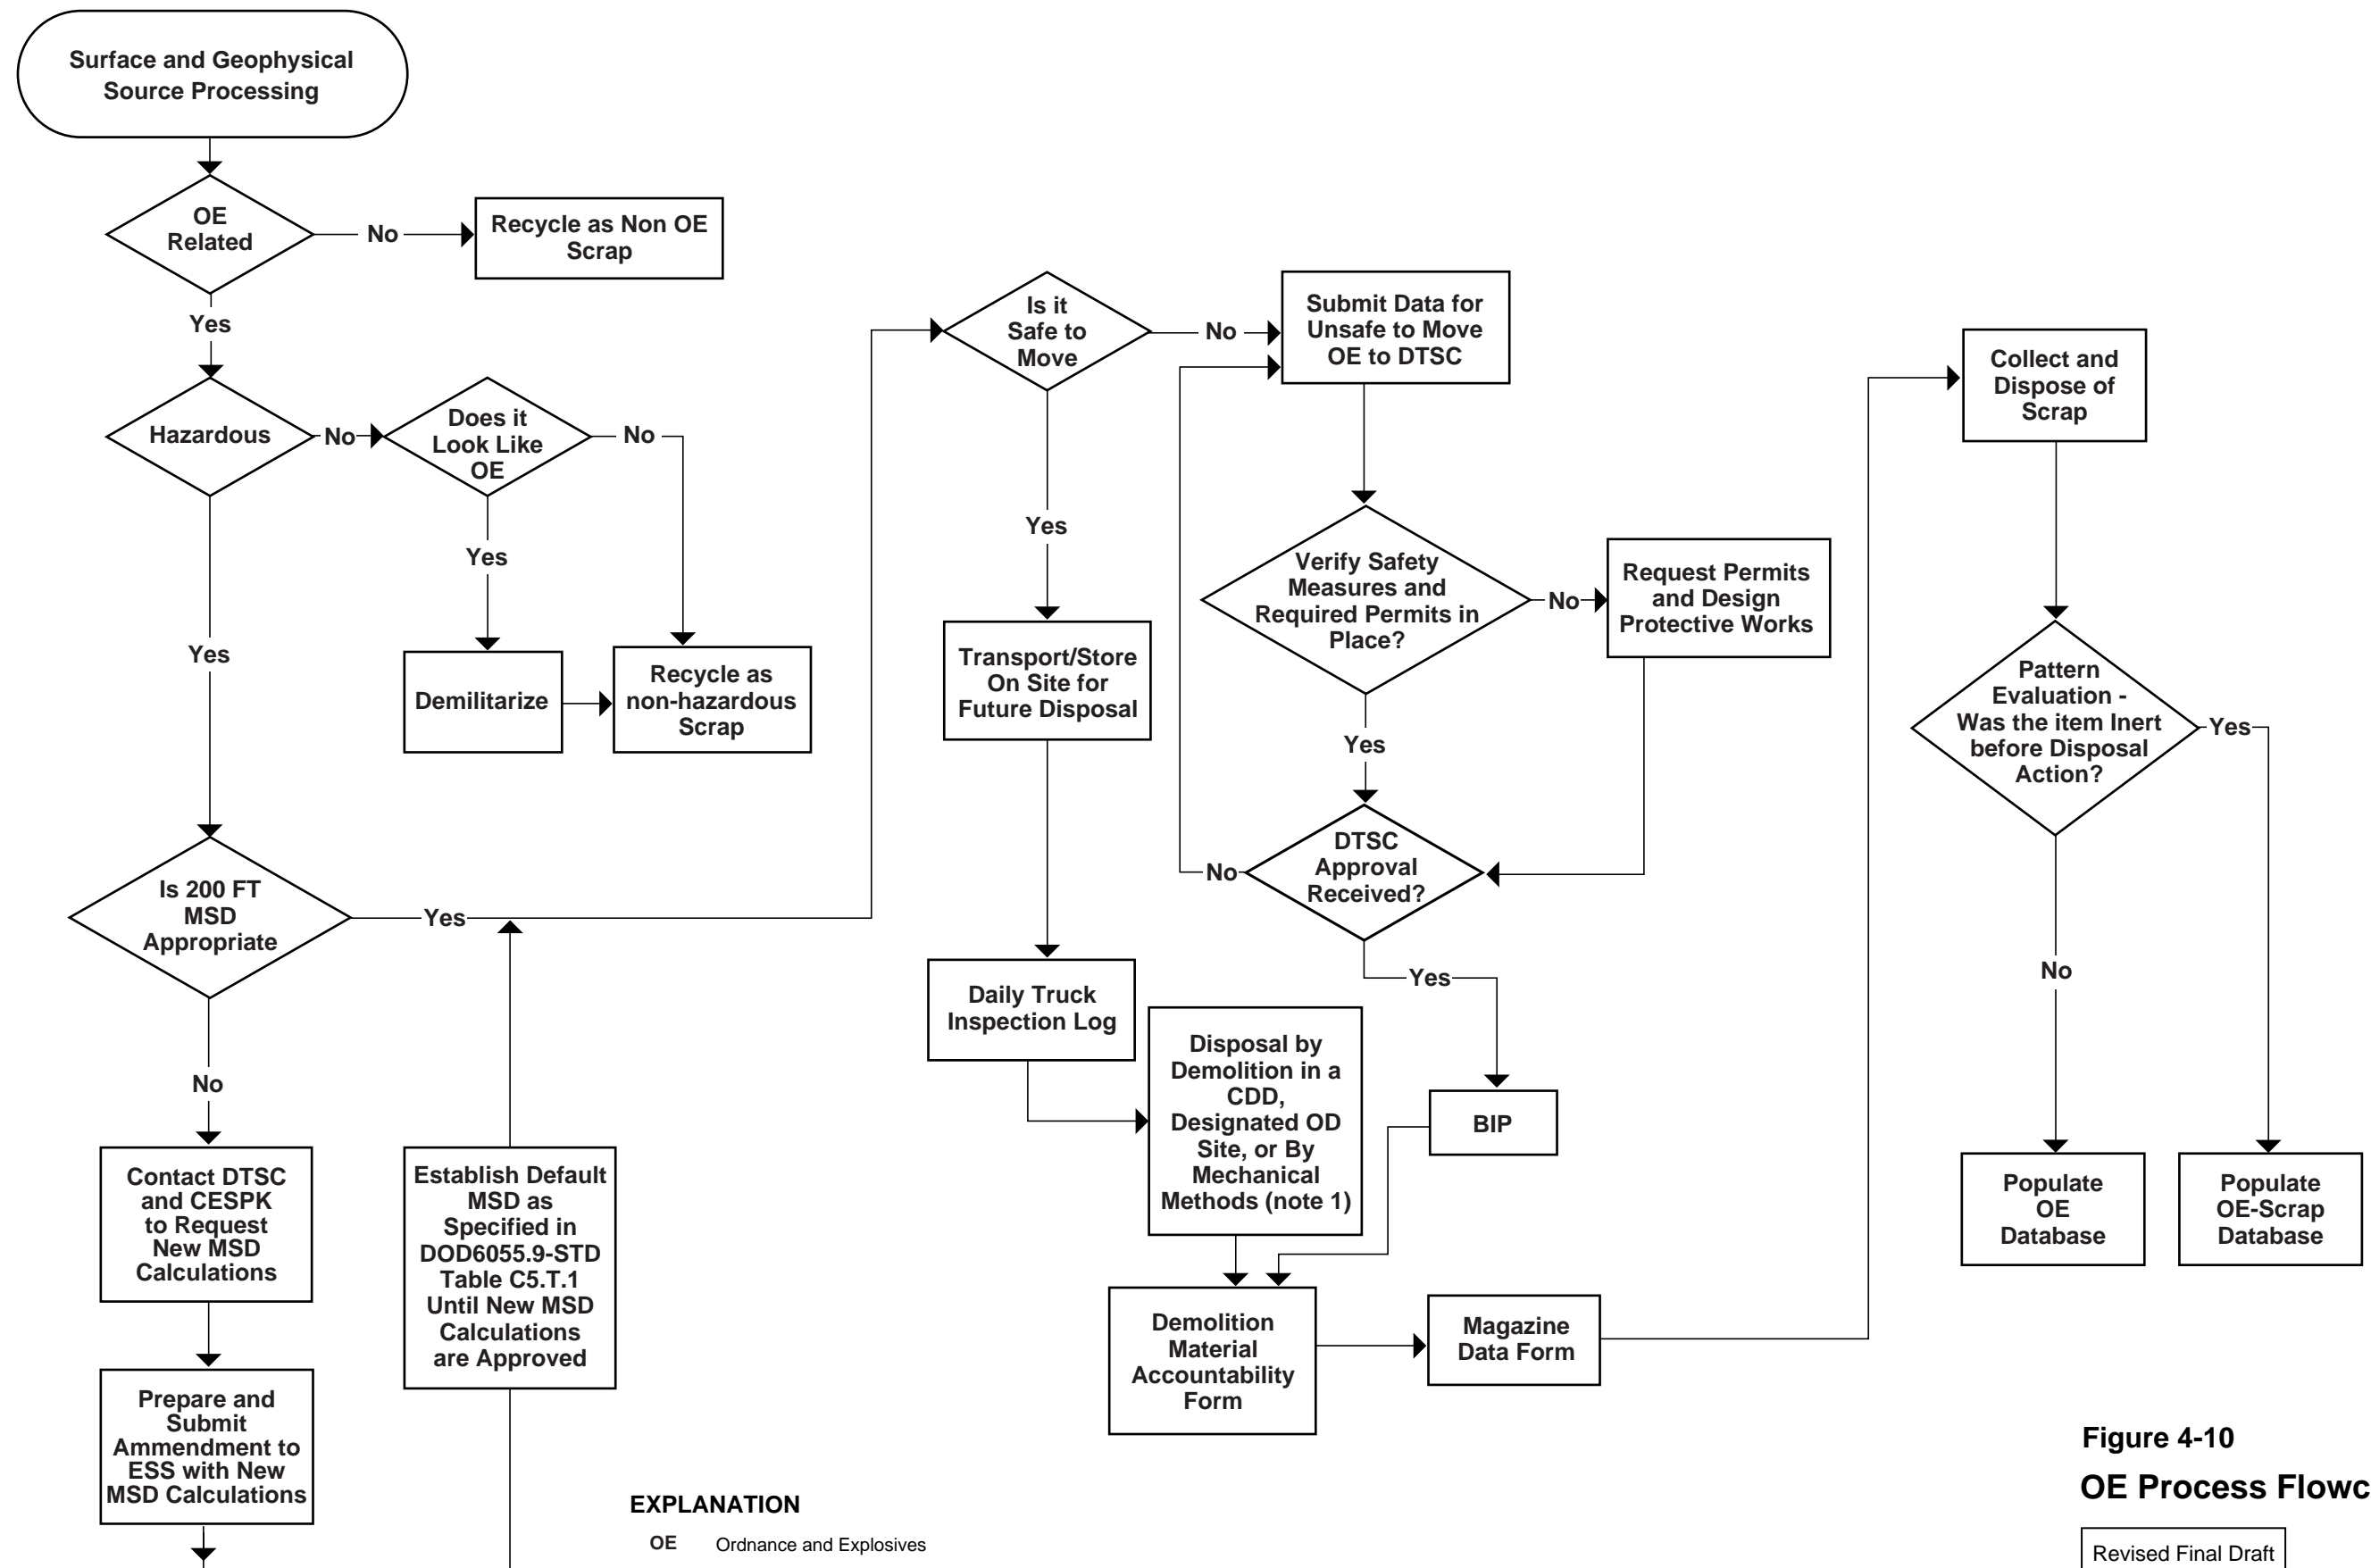 Surface and Geophysical
Source Processing
OE
Related
No
Recycle as Non OE
Scrap
Yes
Hazardous
No
Does it
Look Like
OE
No
Yes
Demilitarize
Recycle as
non-hazardous
Scrap
Yes
Is 200 FT
MSD
Appropriate
Yes
No
Contact DTSC
and CESPK
to Request
New MSD
Calculations
Prepare and
Submit
Ammendment to
ESS with New
MSD Calculations
Establish Default
MSD as
Specified in
DOD6055.9-STD
Table C5.T.1
Until New MSD
Calculations
are Approved
Is it
Safe to
Move
No
Submit Data for
Unsafe to Move
OE to DTSC
Yes
Transport/Store
On Site for
Future Disposal
Verify Safety
Measures and
Required Permits in
Place?
No
Request Permits
and Design
Protective Works
Yes
DTSC
Approval
Received?
No
Yes
Daily Truck
Inspection Log
Disposal by
Demolition in a
CDD,
Designated OD
Site, or By
Mechanical
Methods (note 1)
BIP
Demolition
Material
Accountability
Form
Magazine
Data Form
Collect and
Dispose of
Scrap
Pattern
Evaluation -
Was the item Inert
before Disposal
Action?
Yes
No
Populate
OE
Database
Populate
OE-Scrap
Database
EXPLANATION
OE Ordnance and Explosives
Figure 4-10
OE Process Flowc
Revised Final Draft